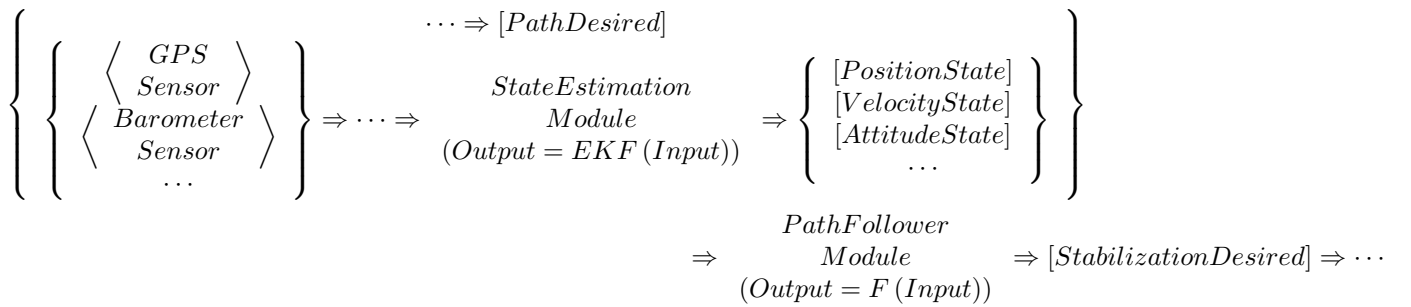 ⋯ ⇒ [PathDesired]
GPS
Sensor
Barometer
Sensor
⋯
⇒ ⋯ ⇒
StateEstimation
Module
(Output = EKF (Input))
⇒
[PositionState]
[VelocityState]
[AttitudeState]
⋯
⇒
PathFollower
Module
(Output = F (Input))
⇒ [StabilizationDesired] ⇒ ⋯